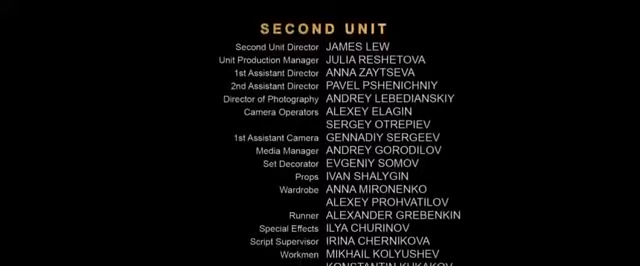 SECOND UNIT
Second Unit Director JAMES LEW
Unit Production Manager JULIA RESHETOVA
1st Assistant Director ANNA ZAYTSEVA
2nd Assistant Director PAVEL PSHENICHNIY
Director of Photography ANDREY LEBEDIANSKIY
Camera Operators ALEXEY ELAGIN
SERGEY OTREPIEV
1st Assistant Camera GENNADIY SERGEEV
Media Manager ANDREY GORODILOV
Set Decorator EVGENIY SOMOV
Props IVAN SHALYGIN
Wardrobe ANNA MIRONENKO
ALEXEY PROHVATILOV
Runner ALEXANDER GREBENKIN
Special Effects ILYA CHURINOV
Script Supervisor IRINA CHERNIKOVA
Workmen MIKHAIL KOLYUSHEV
KONSTANTIN KUKAKOV